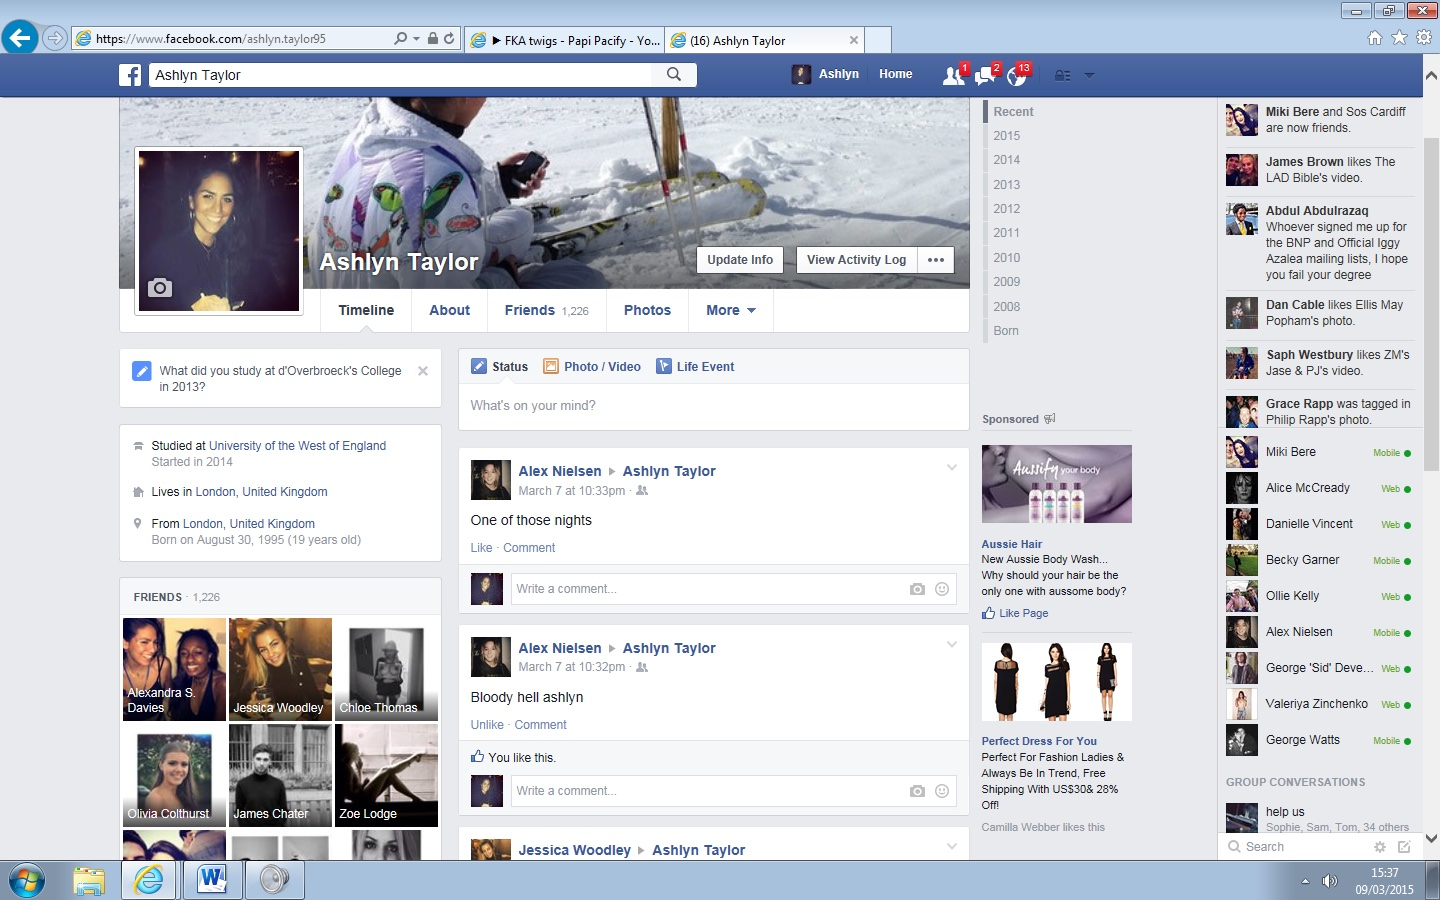 https://www.facebook.com/ashlyn.taylor95
FKA twigs - Papi Pacify - Yo...
(16) Ashlyn Taylor
Ashlyn Taylor
Ashlyn
Home
1
2
13
Ashlyn Taylor
Update Info
View Activity Log
Timeline
About
Friends 1,226
Photos
More
What did you study at d'Overbroeck's College
in 2013?
Studied at University of the West of England
Started in 2014
Lives in London, United Kingdom
From London, United Kingdom
Born on August 30, 1995 (19 years old)
FRIENDS · 1,226
Alexandra S.
Davies
Jessica Woodley
Chloe Thomas
Olivia Colthurst
James Chater
Zoe Lodge
Status
Photo / Video
Life Event
What's on your mind?
Alex Nielsen ▸ Ashlyn Taylor
March 7 at 10:33pm ·
One of those nights
Like · Comment
Write a comment...
Alex Nielsen ▸ Ashlyn Taylor
March 7 at 10:32pm ·
Bloody hell ashlyn
Unlike · Comment
You like this.
Write a comment...
Jessica Woodley ▸ Ashlyn Taylor
Recent
2015
2014
2013
2012
2011
2010
2009
2008
Born
Sponsored
Aussify your body
Aussie Hair
New Aussie Body Wash...
Why should your hair be the
only one with aussome body?
Like Page
Perfect Dress For You
Perfect For Fashion Ladies &
Always Be In Trend, Free
Shipping With US$30& 28%
Off!
Camilla Webber likes this
Miki Bere and Sos Cardiff
are now friends.
James Brown likes The
LAD Bible's video.
Abdul Abdulrazaq
Whoever signed me up for
the BNP and Official Iggy
Azalea mailing lists, I hope
you fail your degree
Dan Cable likes Ellis May
Popham's photo.
Saph Westbury likes ZM's
Jase & PJ's video.
Grace Rapp was tagged in
Philip Rapp's photo.
Miki Bere Mobile
Alice McCready Web
Danielle Vincent Web
Becky Garner Mobile
Ollie Kelly Web
Alex Nielsen Mobile
George 'Sid' Deve... Web
Valeriya Zinchenko Web
George Watts Mobile
GROUP CONVERSATIONS
help us
Sophie, Sam, Tom, 34 others
Search
15:37
09/03/2015